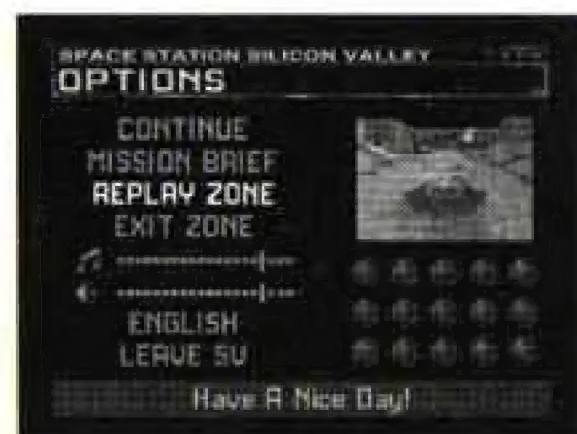 SPACE STATION SILICON VALLEY
OPTIONS
CONTINUE
MISSION BRIEF
REPLAY ZONE
EXIT ZONE
ENGLISH
LEAVE SV
Have A Nice Day!